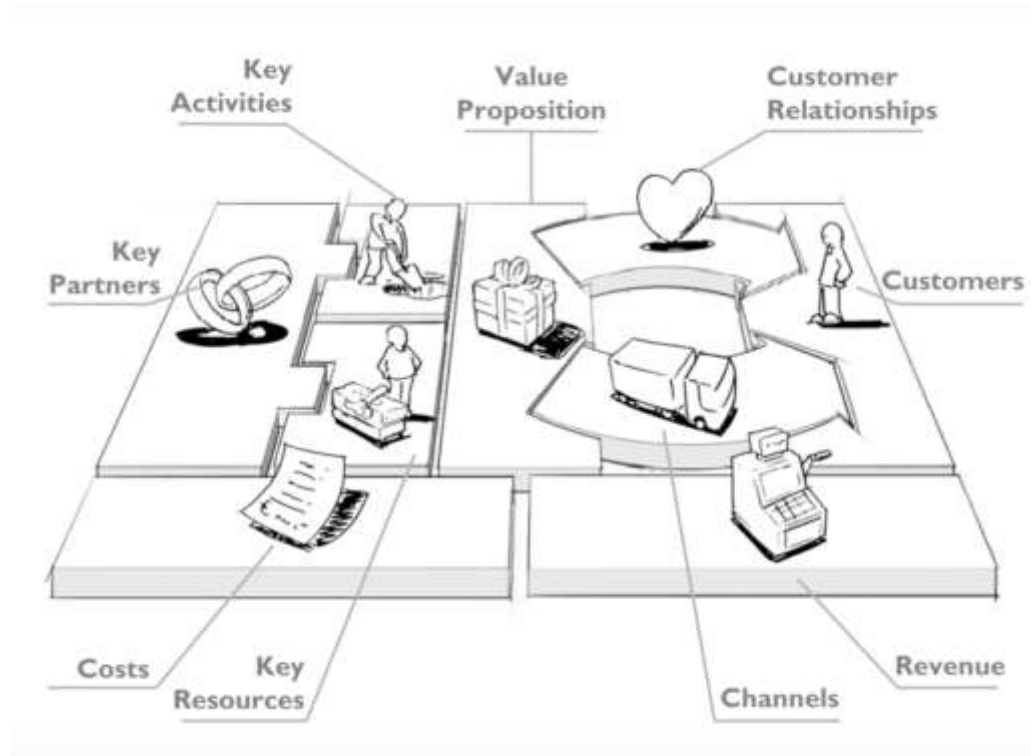 Key
Activities
Value
Proposition
Customer
Relationships
Key
Partners
Customers
Costs
Key
Resources
Channels
Revenue